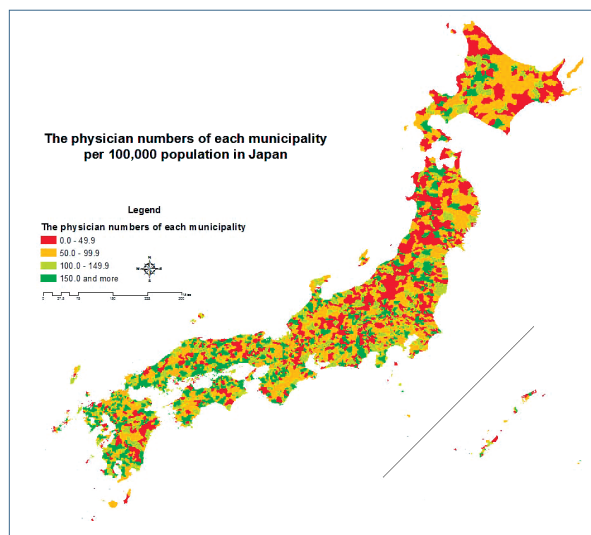 The physician numbers of each municipality
per 100,000 population in Japan
Legend
The physician numbers of each municipality
0.0 - 49.9
50.0 - 99.9
100.0 - 149.9
150.0 and more
N
W E
S